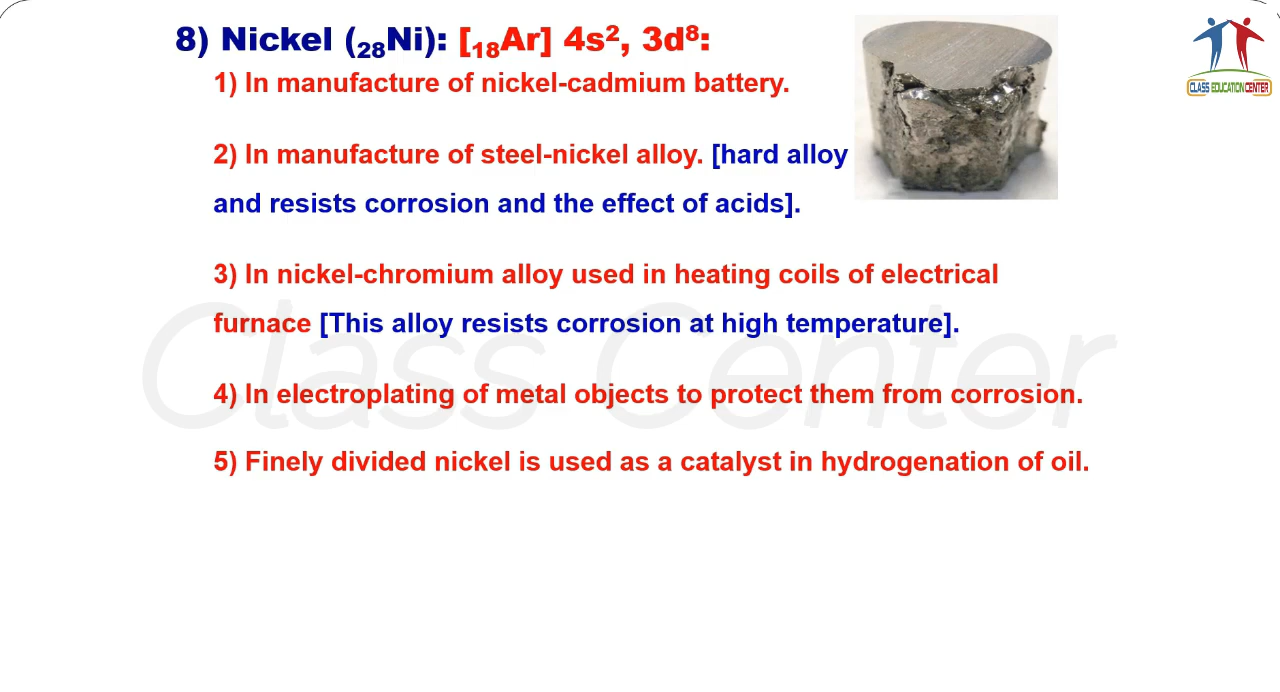 8) Nickel (₂₈Ni): [₁₈Ar] 4s², 3d⁸:
1) In manufacture of nickel-cadmium battery.
2) In manufacture of steel-nickel alloy. [hard alloy
and resists corrosion and the effect of acids].
3) In nickel-chromium alloy used in heating coils of electrical
furnace [This alloy resists corrosion at high temperature].
4) In electroplating of metal objects to protect them from corrosion.
5) Finely divided nickel is used as a catalyst in hydrogenation of oil.
CLASS EDUCATION CENTER
Class Center